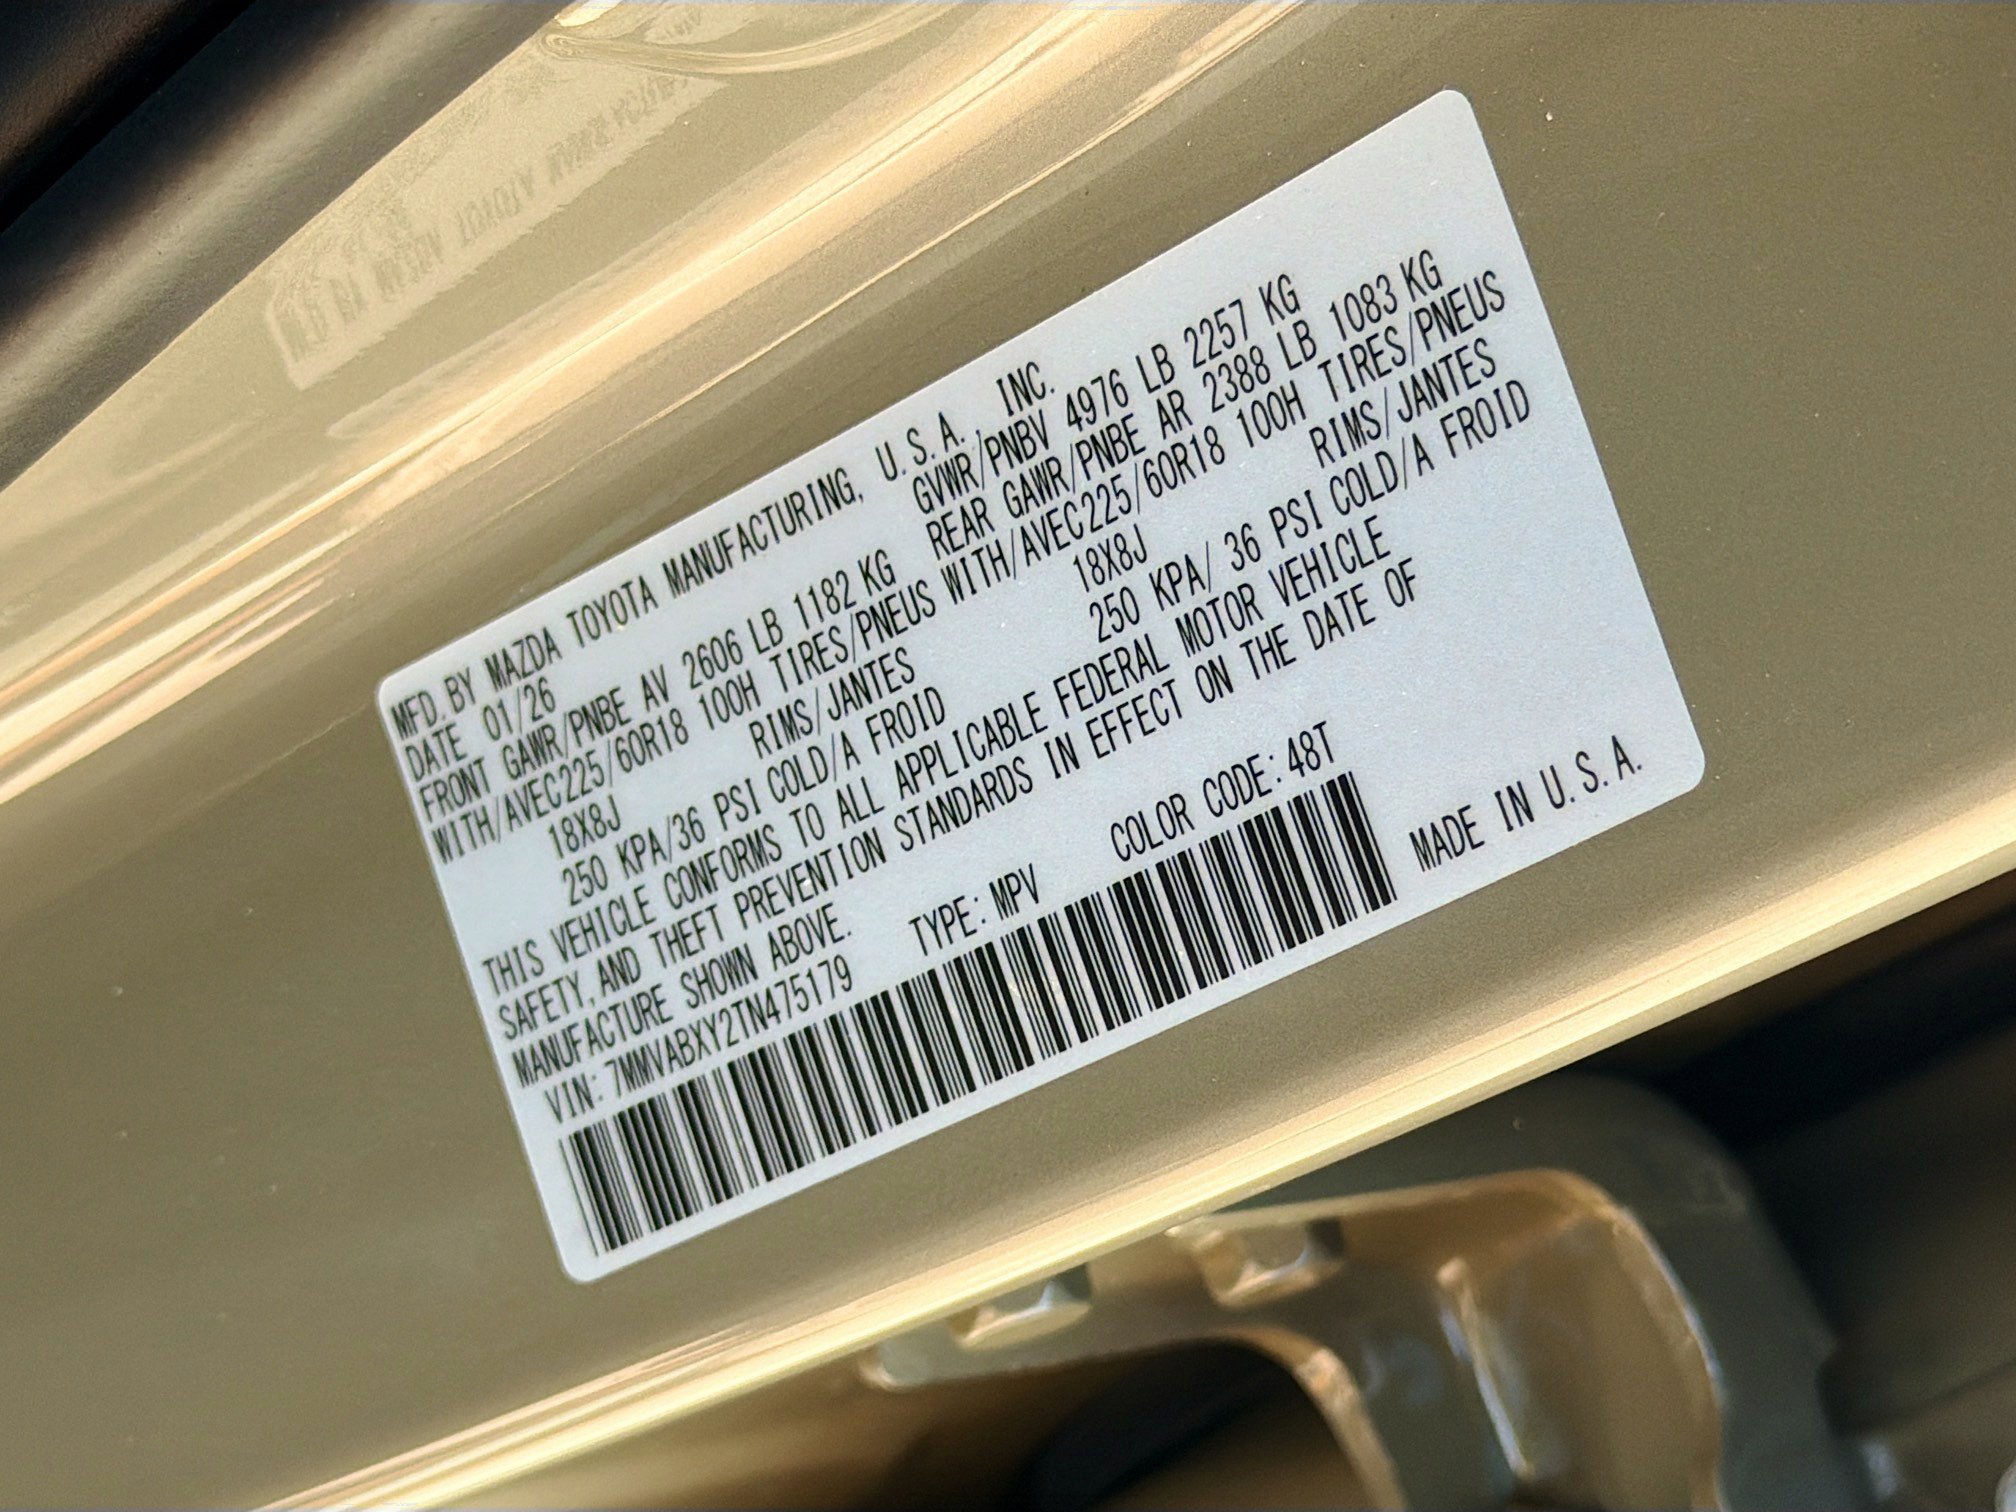 MFD. BY MAZDA TOYOTA MANUFACTURING, U.S.A., INC.
DATE 01/26 GVWR/PNBV 4976 LB 2257 KG
FRONT GAWR/PNBE AV 2606 LB 1182 KG REAR GAWR/PNBE AR 2388 LB 1083 KG
WITH/AVEC225/60R18 100H TIRES/PNEUS WITH/AVEC225/60R18 100H TIRES/PNEUS
18X8J RIMS/JANTES 18X8J RIMS/JANTES
250 KPA/36 PSI COLD/A FROID 250 KPA/ 36 PSI COLD/A FROID
THIS VEHICLE CONFORMS TO ALL APPLICABLE FEDERAL MOTOR VEHICLE
SAFETY, AND THEFT PREVENTION STANDARDS IN EFFECT ON THE DATE OF
MANUFACTURE SHOWN ABOVE.
VIN: 7MMVABXY2TN475179 TYPE: MPV COLOR CODE: 48T
MADE IN U.S.A.